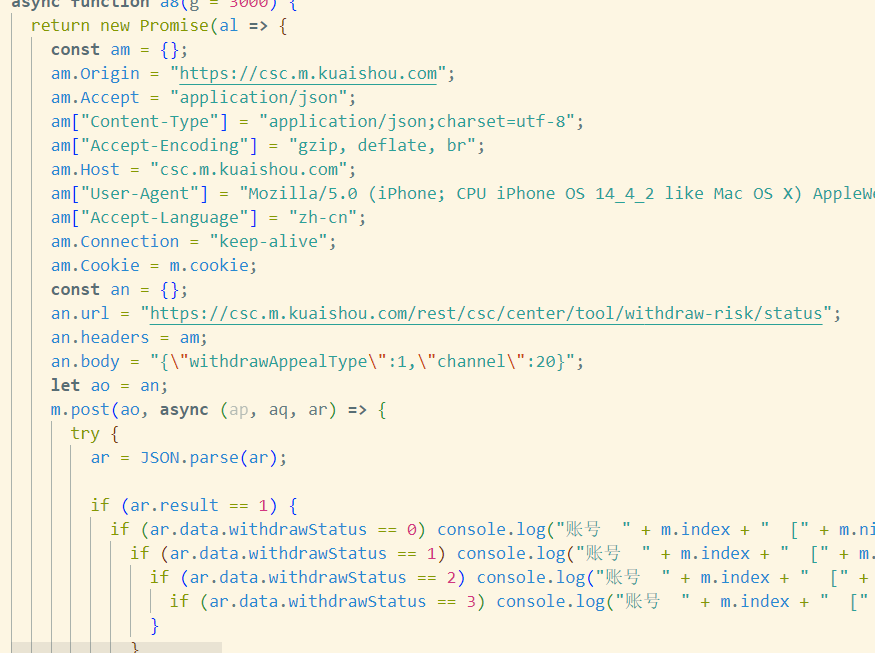 async function a8(g = 3000) {
return new Promise(al => {
const am = {};
am.Origin = "https://csc.m.kuaishou.com";
am.Accept = "application/json";
am["Content-Type"] = "application/json;charset=utf-8";
am["Accept-Encoding"] = "gzip, deflate, br";
am.Host = "csc.m.kuaishou.com";
am["User-Agent"] = "Mozilla/5.0 (iPhone; CPU iPhone OS 14_4_2 like Mac OS X) AppleWe
am["Accept-Language"] = "zh-cn";
am.Connection = "keep-alive";
am.Cookie = m.cookie;
const an = {};
an.url = "https://csc.m.kuaishou.com/rest/csc/center/tool/withdraw-risk/status";
an.headers = am;
an.body = "{\"withdrawAppealType\":1,\"channel\":20}";
let ao = an;
m.post(ao, async (ap, aq, ar) => {
try {
ar = JSON.parse(ar);
if (ar.result == 1) {
if (ar.data.withdrawStatus == 0) console.log("账号  " + m.index + "  [" + m.ni
if (ar.data.withdrawStatus == 1) console.log("账号  " + m.index + "  [" + m.
if (ar.data.withdrawStatus == 2) console.log("账号  " + m.index + "  [" +
if (ar.data.withdrawStatus == 3) console.log("账号  " + m.index + "  ["
}
}